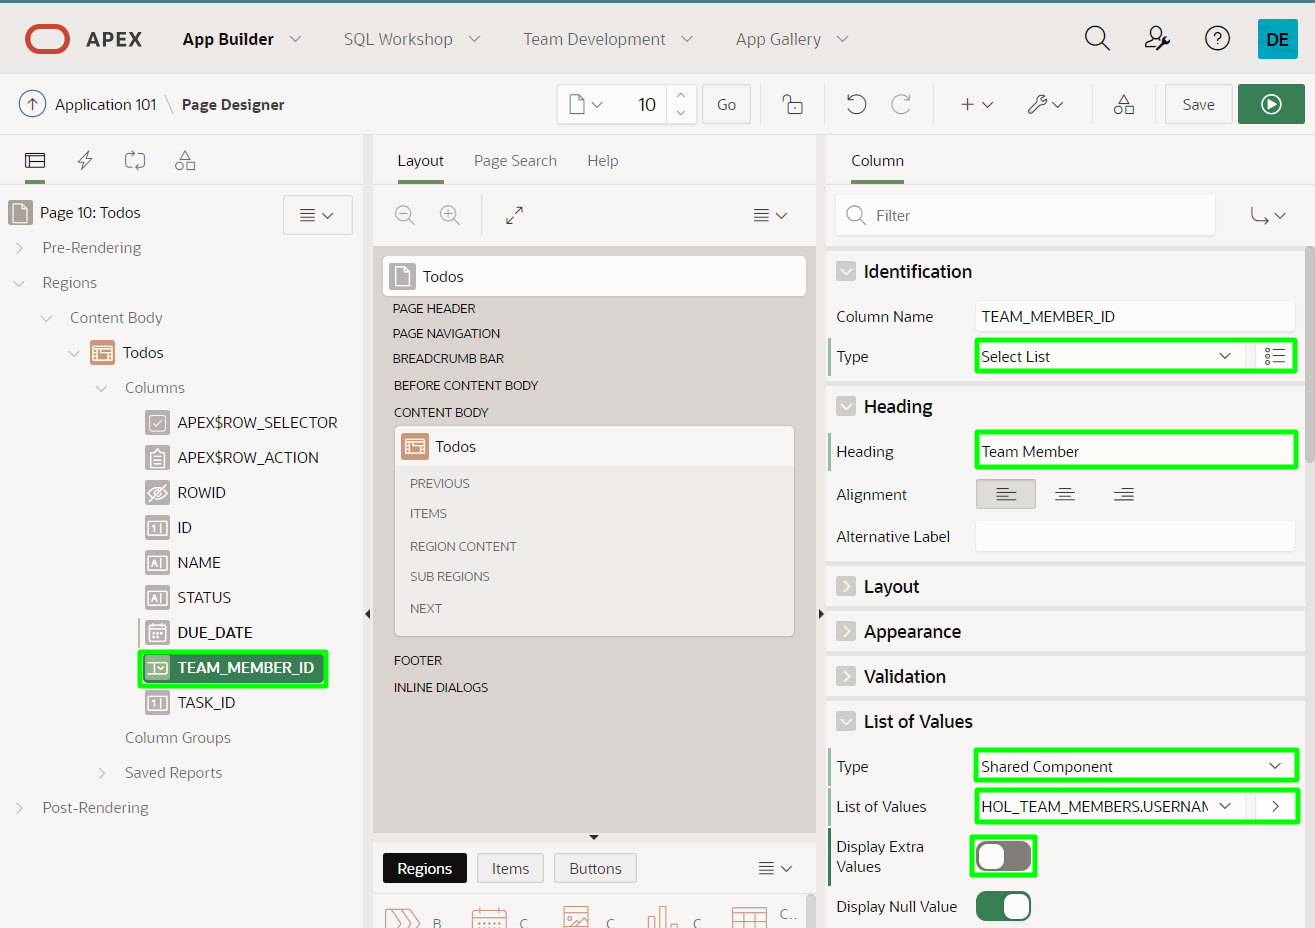 APEX App Builder SQL Workshop Team Development App Gallery ? DE
Application 101 \ Page Designer 10 Go Save
Layout Page Search Help
Column
Page 10: Todos
Filter
Pre-Rendering
Regions
Content Body
Todos
Columns
APEX$ROW_SELECTOR
APEX$ROW_ACTION
ROWID
ID
NAME
STATUS
DUE_DATE
TEAM_MEMBER_ID
TASK_ID
Column Groups
Saved Reports
Post-Rendering
Todos
PAGE HEADER
PAGE NAVIGATION
BREADCRUMB BAR
BEFORE CONTENT BODY
CONTENT BODY
Todos
PREVIOUS
ITEMS
REGION CONTENT
SUB REGIONS
NEXT
FOOTER
INLINE DIALOGS
Regions Items Buttons
B C C C C..
Identification
Column Name TEAM_MEMBER_ID
Type Select List
Heading
Heading Team Member
Alignment
Alternative Label
Layout
Appearance
Validation
List of Values
Type Shared Component
List of Values HOL_TEAM_MEMBERS.USERNAM
Display Extra
Values
Display Null Value